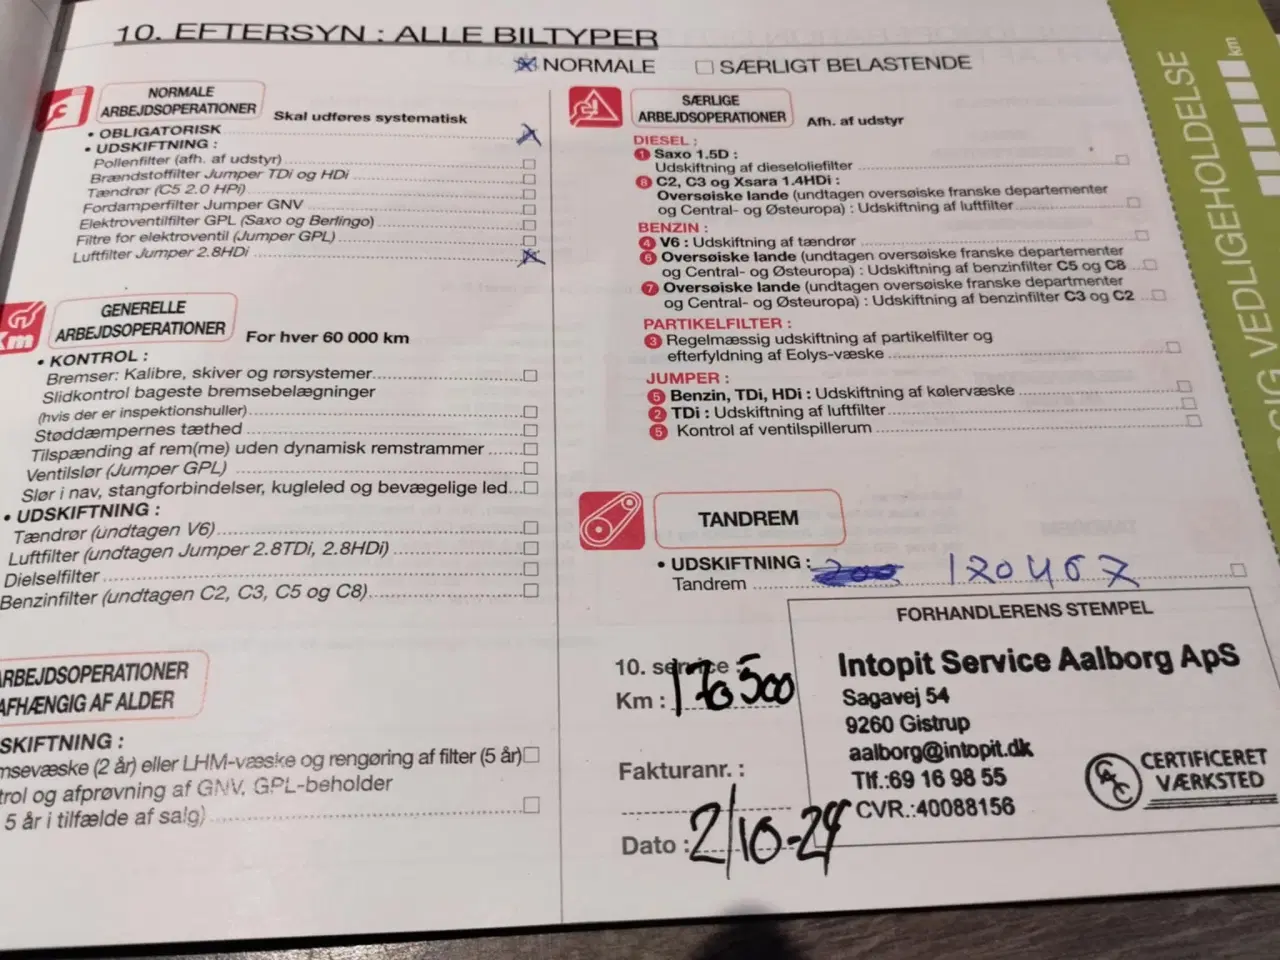 10. EFTERSYN : ALLE BILTYPER
NORMALE
SÆRLIGT BELASTENDE
NORMALE
ARBEJDSOPERATIONER
Skal udføres systematisk
• OBLIGATORISK
• UDSKIFTNING :
Pollenfilter (afh. af udstyr)
Brændstoffilter Jumper TDi og HDi
Tændrør (C5 2.0 HPi)
Fordamperfilter Jumper GNV
Elektroventilfilter GPL (Saxo og Berlingo)
Filtre for elektroventil (Jumper GPL)
Luftfilter Jumper 2.8HDi
Km
GENERELLE
ARBEJDSOPERATIONER
For hver 60 000 km
• KONTROL :
Bremser: Kalibre, skiver og rørsystemer
Slidkontrol bageste bremsebelægninger
(hvis der er inspektionshuller)
Støddæmpernes tæthed
Tilspænding af rem(me) uden dynamisk remstrammer
Ventilslør (Jumper GPL)
Slør i nav, stangforbindelser, kugleled og bevægelige led
• UDSKIFTNING :
Tændrør (undtagen V6)
Luftfilter (undtagen Jumper 2.8TDi, 2.8HDi)
Dielselfilter
Benzinfilter (undtagen C2, C3, C5 og C8)
ARBEJDSOPERATIONER
AFHÆNGIG AF ALDER
SKIFTNING :
msevæske (2 år) eller LHM-væske og rengøring af filter (5 år)
trol og afprøvning af GNV, GPL-beholder
5 år i tilfælde af salg)
SÆRLIGE
ARBEJDSOPERATIONER
Afh. af udstyr
DIESEL :
1 Saxo 1.5D :
Udskiftning af dieseloliefilter
8 C2, C3 og Xsara 1.4HDi :
Oversøiske lande (undtagen oversøiske franske departementer
og Central- og Østeuropa) : Udskiftning af luftfilter
BENZIN :
4 V6 : Udskiftning af tændrør
6 Oversøiske lande (undtagen oversøiske franske departementer
og Central- og Østeuropa) : Udskiftning af benzinfilter C5 og C8
7 Oversøiske lande (undtagen oversøiske franske departmenter
og Central- og Østeuropa) : Udskiftning af benzinfilter C3 og C2
PARTIKELFILTER :
3 Regelmæssig udskiftning af partikelfilter og
efterfyldning af Eolys-væske
JUMPER :
5 Benzin, TDi, HDi : Udskiftning af kølervæske
2 TDi : Udskiftning af luftfilter
5 Kontrol af ventilspillerum
TANDREM
• UDSKIFTNING :
Tandrem
120407
10. service :
Km : 170500
Fakturanr. :
Dato : 2/10-24
FORHANDLERENS STEMPEL
Intopit Service Aalborg ApS
Sagavej 54
9260 Gistrup
aalborg@intopit.dk
Tlf.:69 16 98 55
CVR.:40088156
CAC
CERTIFICERET
VÆRKSTED
SIG VEDLIGEHOLDELSE
km